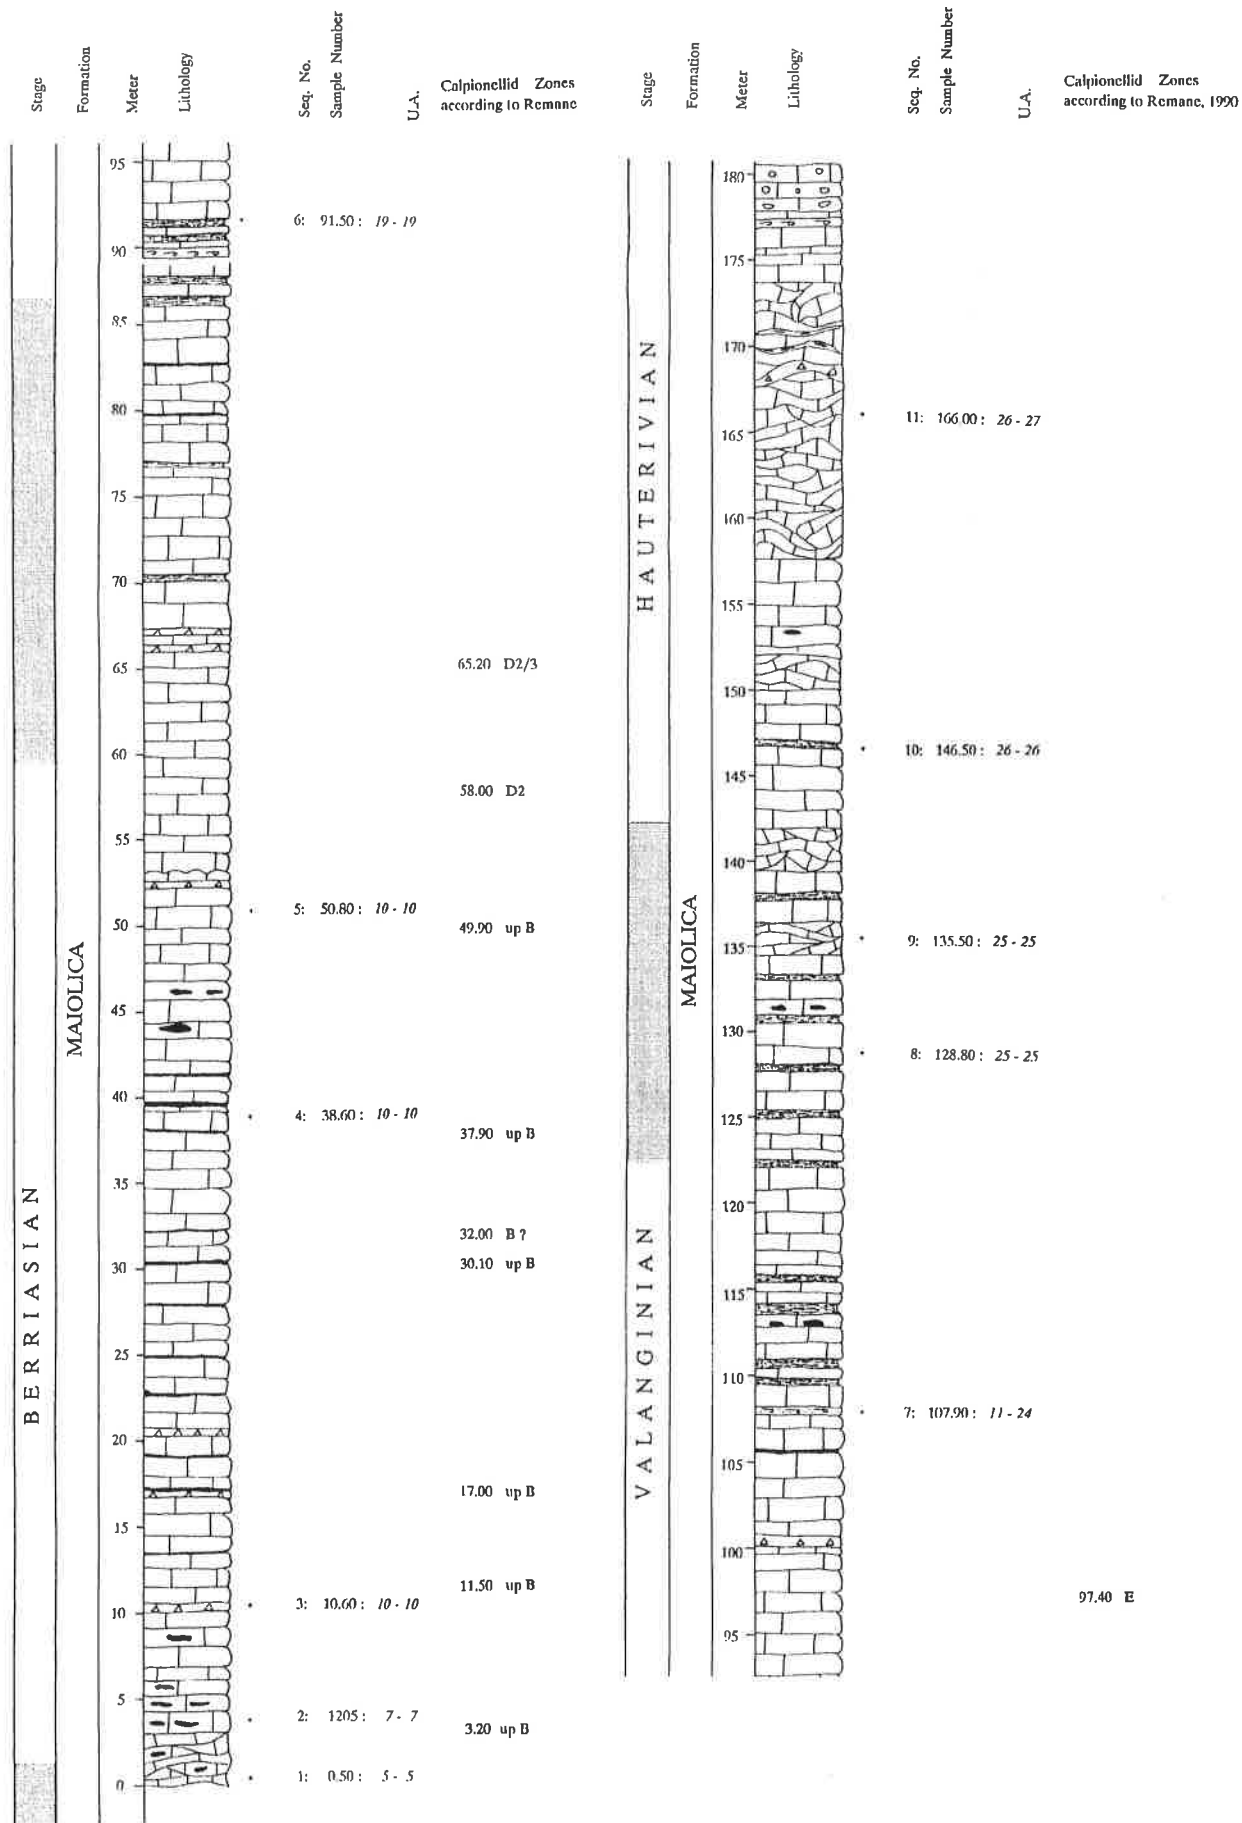 Stage
Formation
Meter
Lithology
Seq. No.
Sample Number
U.A.
Calpionellid Zones
according to Remane
95
90
85
80
75
70
65
60
55
50
45
40
35
30
25
20
15
10
5
0
BERRIASIAN
MAIOLICA
6: 91.50 : 19 - 19
65.20 D2/3
58.00 D2
5: 50.80 : 10 - 10
49.90 up B
4: 38.60 : 10 - 10
37.90 up B
32.00 B ?
30.10 up B
17.00 up B
11.50 up B
3: 10.60 : 10 - 10
2: 1205 : 7 - 7
3.20 up B
1: 0.50 : 5 - 5
Stage
Formation
Meter
Lithology
Seq. No.
Sample Number
U.A.
Calpionellid Zones
according to Remane, 1990
180
175
170
165
160
155
150
145
140
135
130
125
120
115
110
105
100
95
HAUTERIVIAN
VALANGINIAN
MAIOLICA
11: 166.00 : 26 - 27
10: 146.50 : 26 - 26
9: 135.50 : 25 - 25
8: 128.80 : 25 - 25
7: 107.90 : 11 - 24
97.40 E